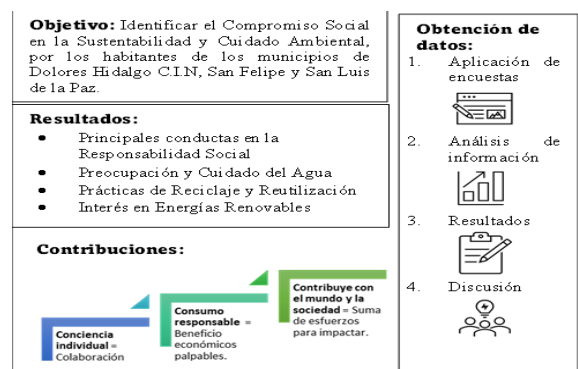 Objetivo: Identificar el Compromiso Social
en la Sustentabilidad y Cuidado Ambiental,
por los habitantes de los municipios de
Dolores Hidalgo C.I.N, San Felipe y San Luis
de la Paz.
Resultados:
• Principales conductas en la
Responsabilidad Social
• Preocupación y Cuidado del Agua
• Prácticas de Reciclaje y Reutilización
• Interés en Energías Renovables
Contribuciones:
Conciencia
individual =
Colaboración
Consumo
responsable =
Beneficio
económicos
palpables.
Contribuye con
el mundo y la
sociedad = Suma
de esfuerzos
para impactar.
Obtención de
datos:
1. Aplicación de
encuestas
2. Análisis de
información
3. Resultados
4. Discusión